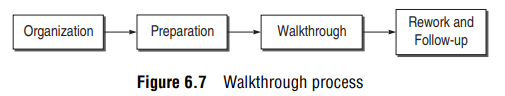 Organization
Preparation
Walkthrough
Rework and
Follow-up
Figure 6.7 Walkthrough process